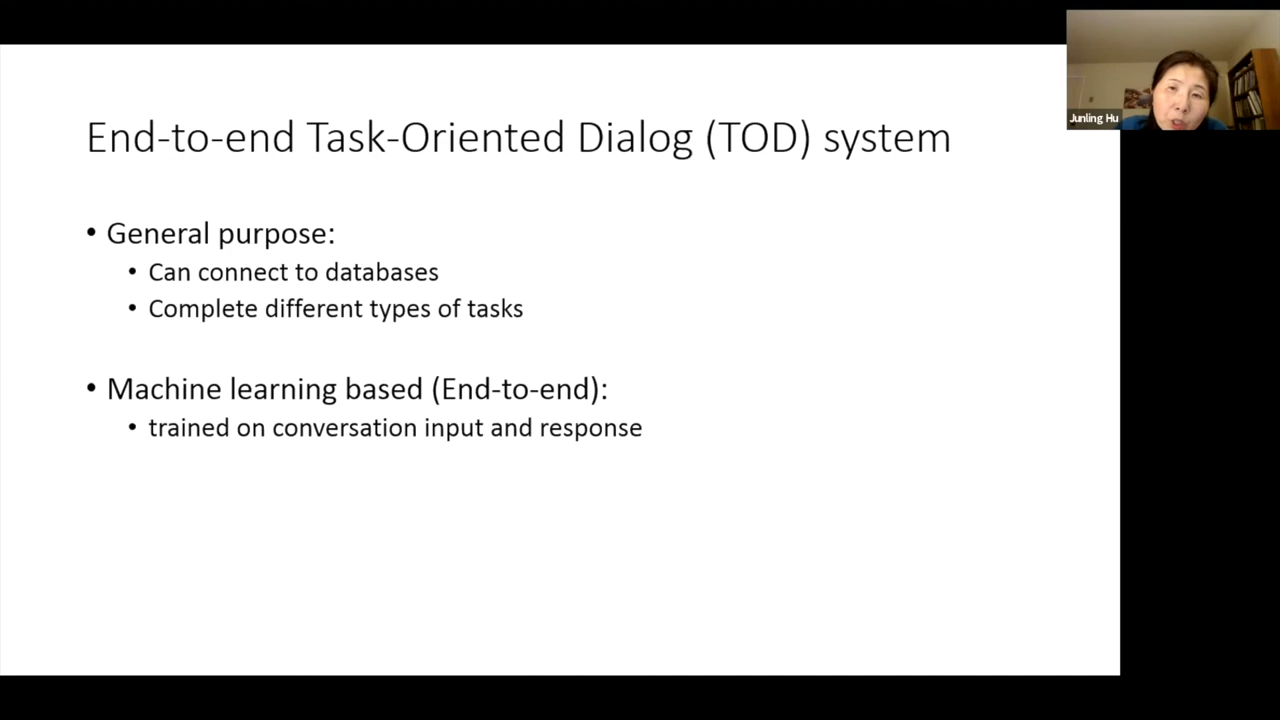 End-to-end Task-Oriented Dialog (TOD) system
• General purpose:
• Can connect to databases
• Complete different types of tasks
• Machine learning based (End-to-end):
• trained on conversation input and response
Junling Hu